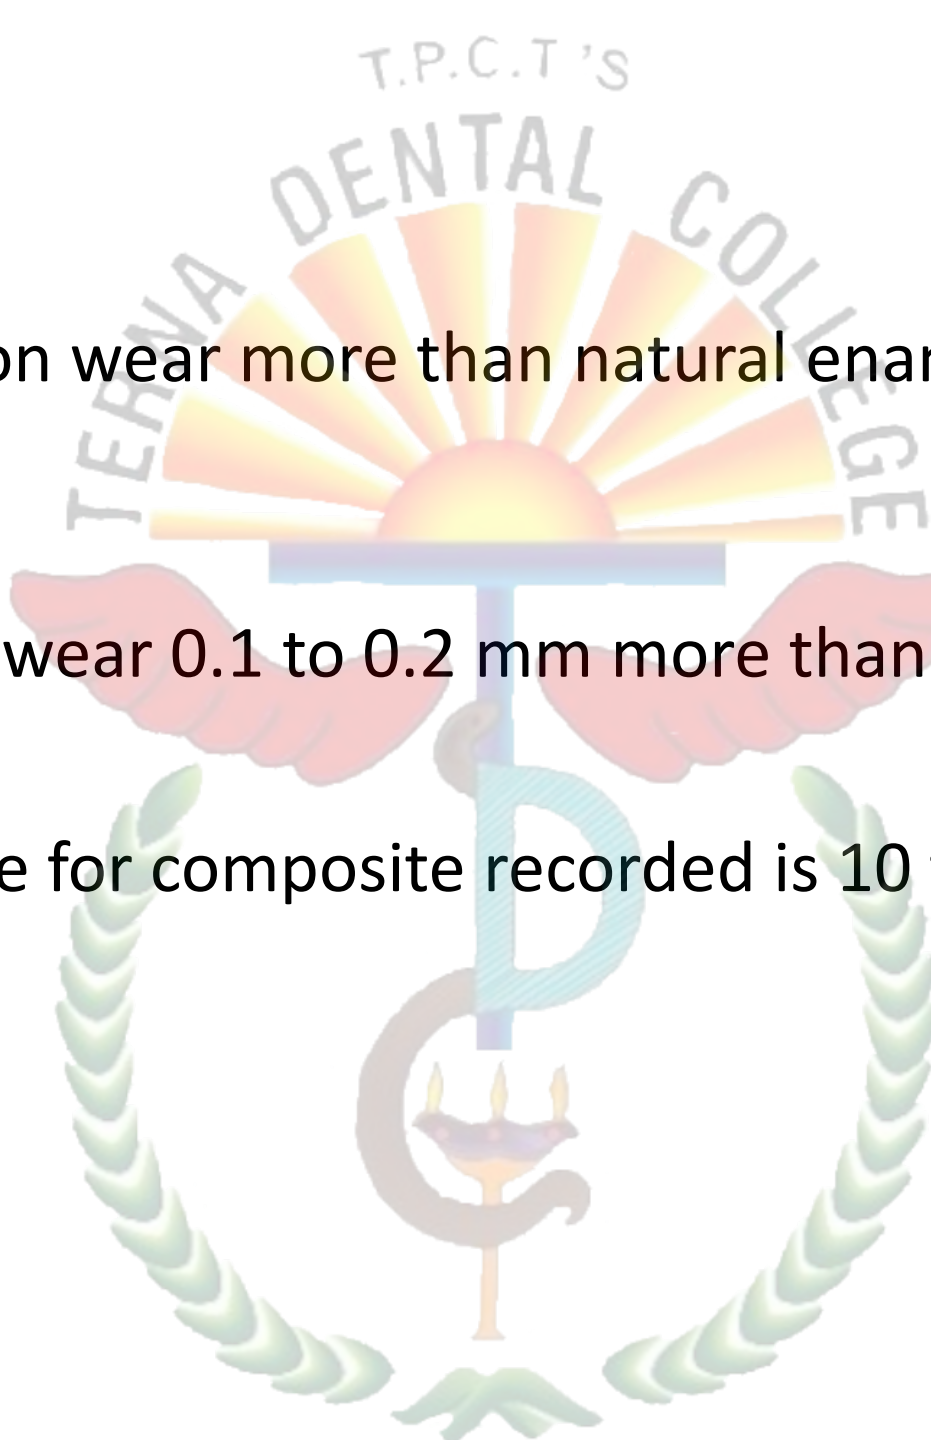 T.P.C.T'S
TERNA DENTAL COLLEGE
on wear more than natural
wear 0.1 to 0.2 mm more than
e for composite recorded is 10